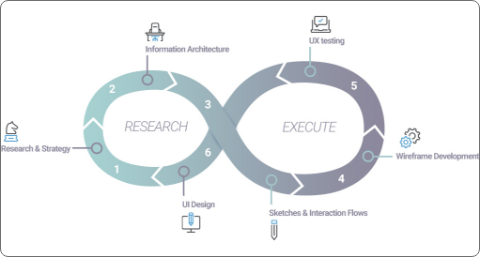 UX testing
Information Architecture
2
3
5
RESEARCH
EXECUTE
Research & Strategy
6
Wireframe Development
1
4
UI Design
Sketches & Interaction Flows